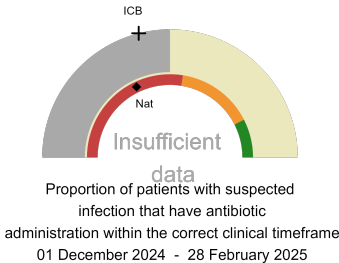 ICB
Nat
Insufficient
data
Proportion of patients with suspected
infection that have antibiotic
administration within the correct clinical timeframe
01 December 2024 - 28 February 2025